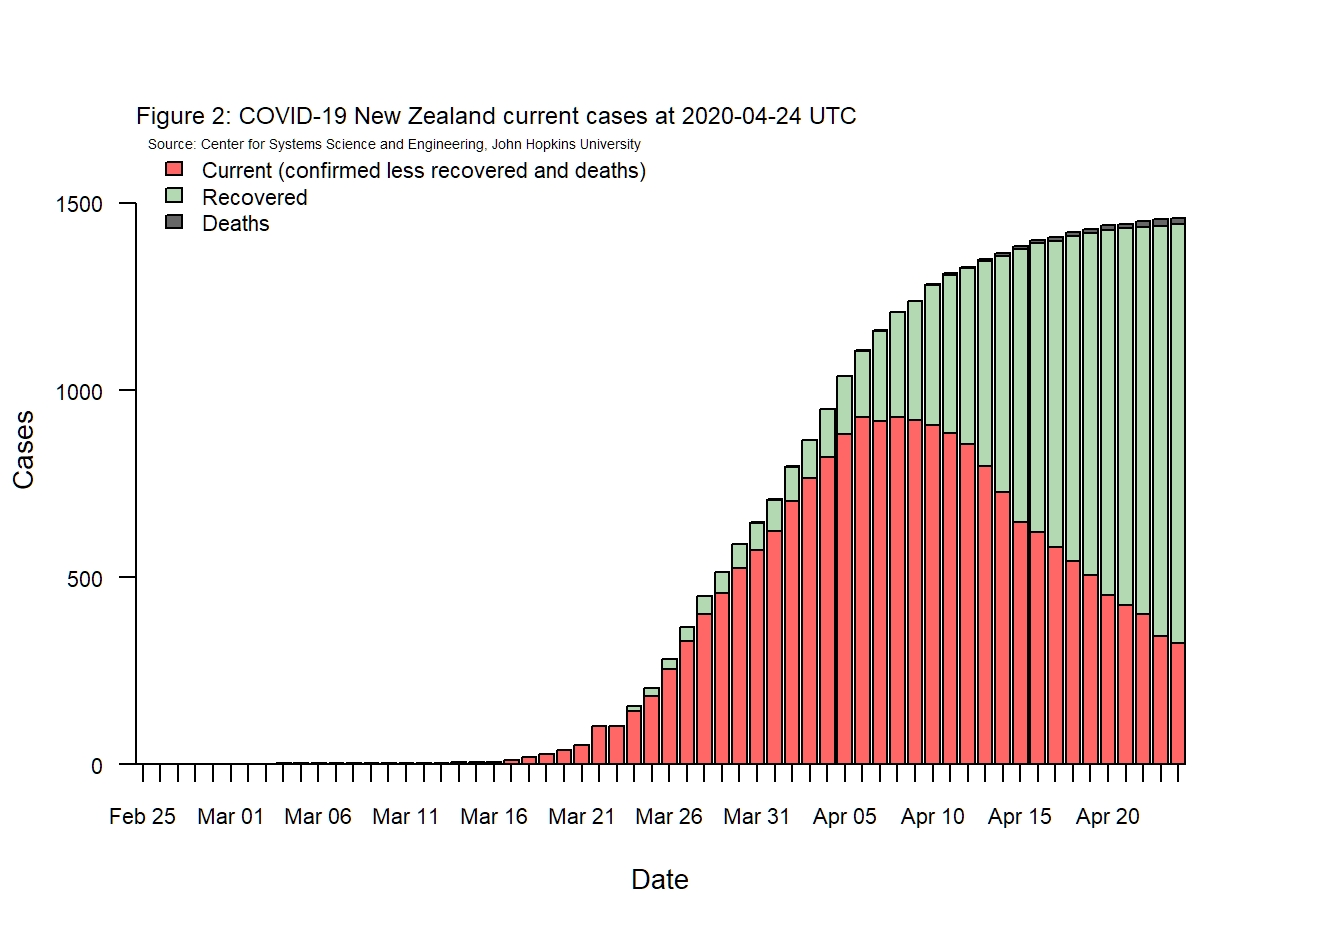 Figure 2: COVID-19 New Zealand current cases at 2020-04-24 UTC
Source: Center for Systems Science and Engineering, John Hopkins University
Current (confirmed less recovered and deaths)
Recovered
Deaths
1500
1000
500
0
Cases
Feb 25 Mar 01 Mar 06 Mar 11 Mar 16 Mar 21 Mar 26 Mar 31 Apr 05 Apr 10 Apr 15 Apr 20
Date